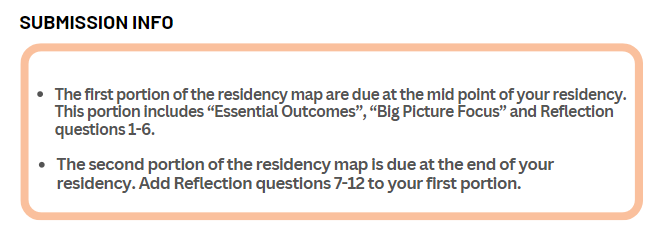 SUBMISSION INFO
• The first portion of the residency map are due at the mid point of your residency.
This portion includes “Essential Outcomes”, “Big Picture Focus” and Reflection
questions 1-6.
• The second portion of the residency map is due at the end of your
residency. Add Reflection questions 7-12 to your first portion.